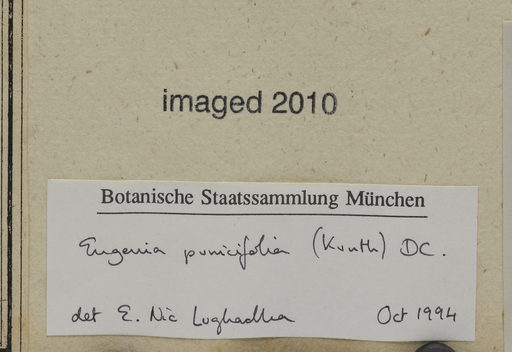 imaged 2010
Botanische Staatssammlung München
Eugenia punicifolia (Kunth) DC.
det E. Nic Lughadha Oct 1994